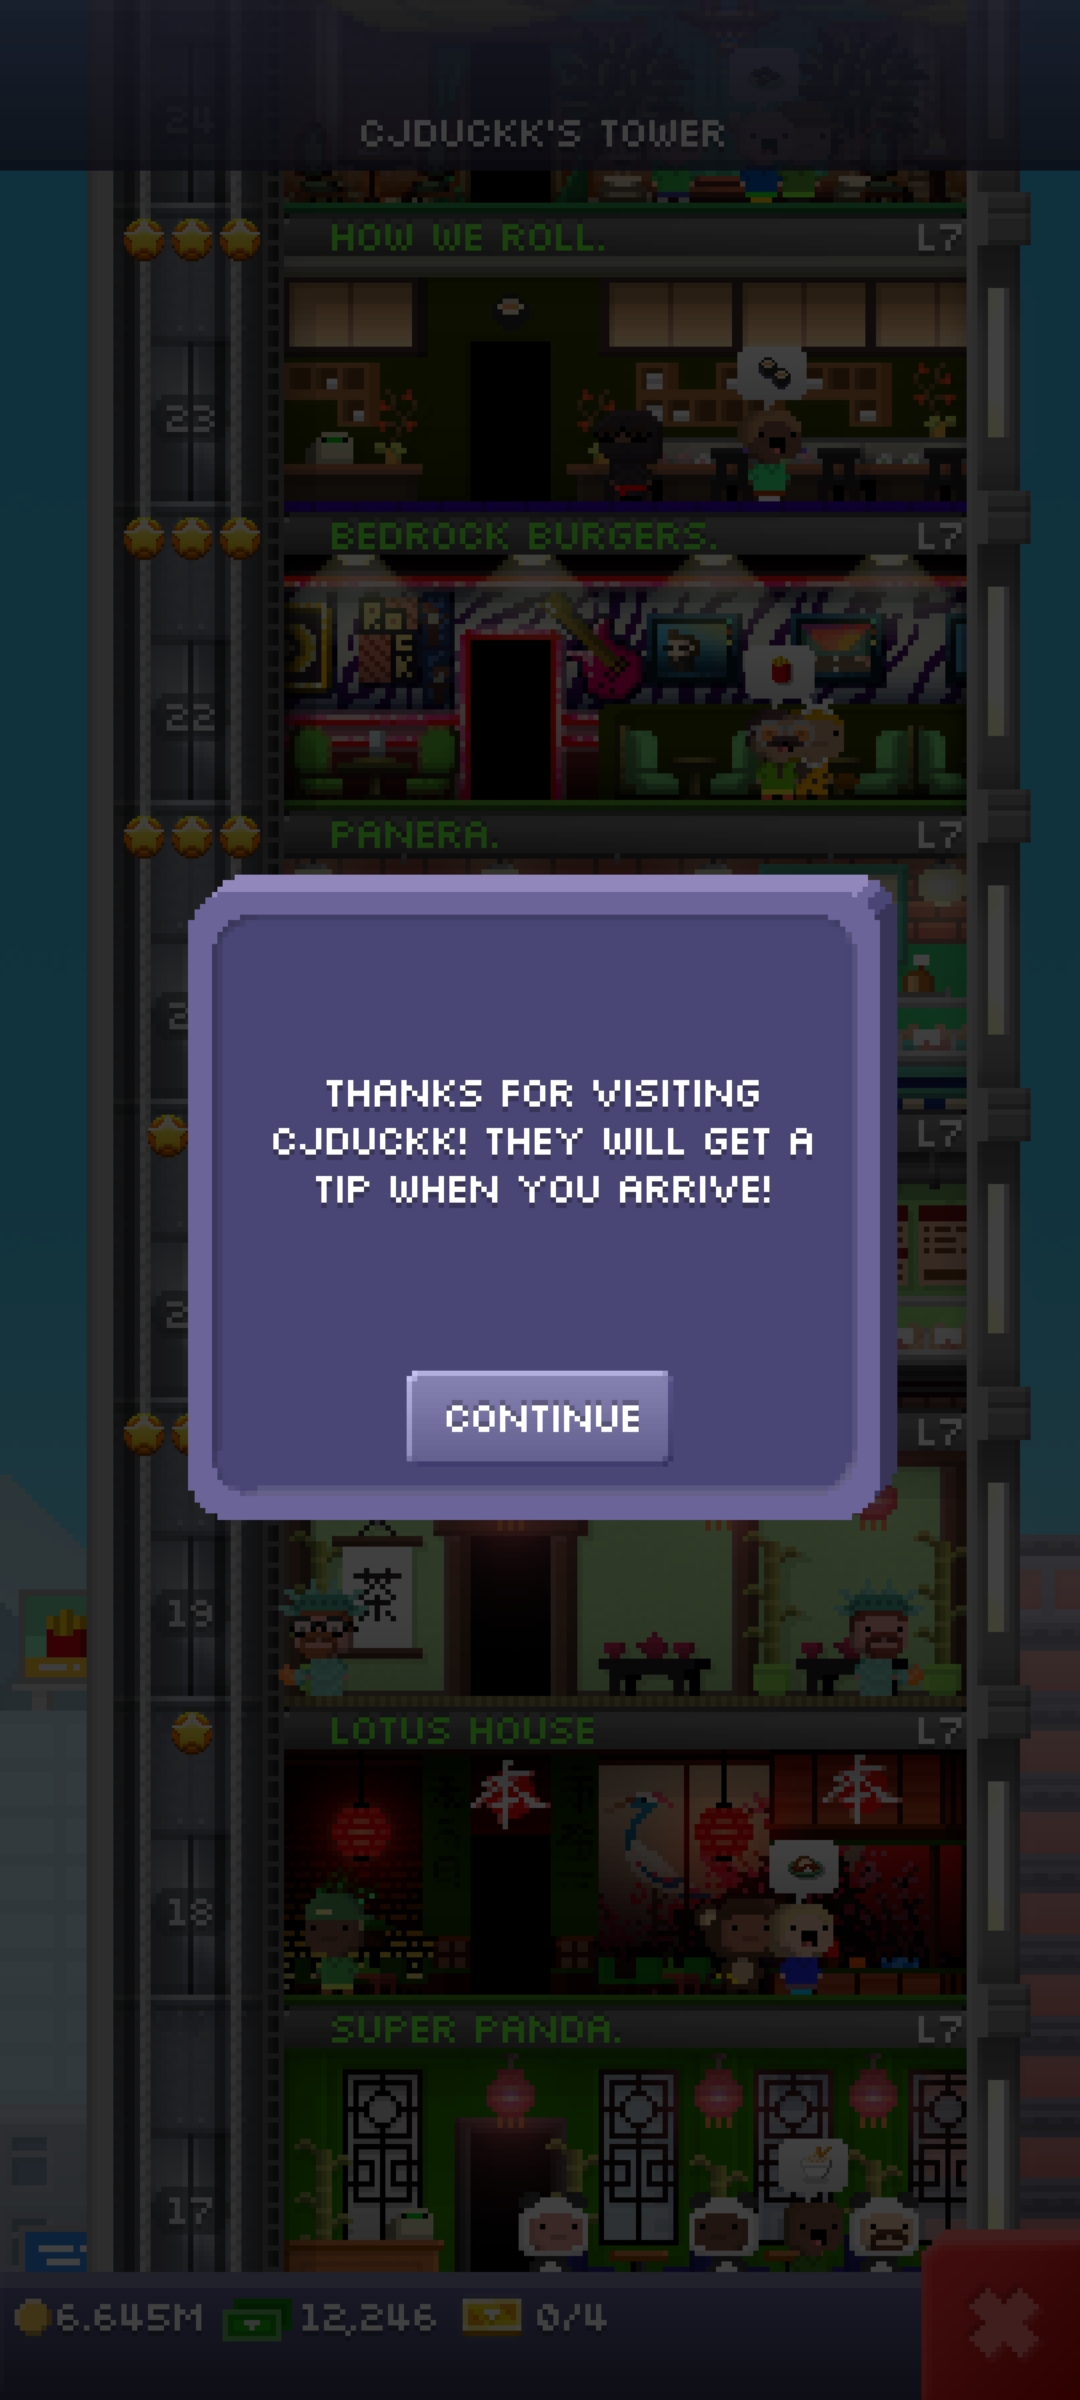 24
CJDUCKK'S TOWER
HOW WE ROLL. L7
23
BEDROCK BURGERS. L7
ROCK
22
PANERA. L7
THANKS FOR VISITING
CJDUCKK! THEY WILL GET A
TIP WHEN YOU ARRIVE!
L7
CONTINUE
L7
茶
19
LOTUS HOUSE L7
18
SUPER PANDA. L7
17
6.645M 12,246 0/4